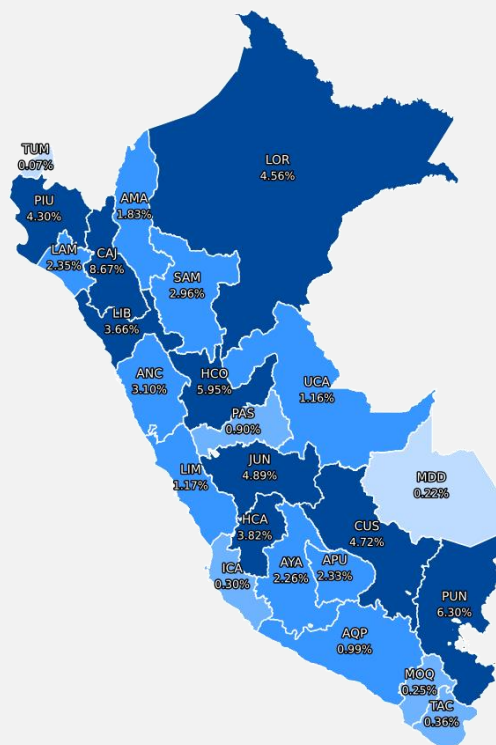 LOR
4.56%
TUM
0.07%
PIU
4.30%
AMA
1.83%
LAM
2.35%
CAJ
8.67%
SAM
2.96%
LIB
3.66%
ANC
3.10%
HCO
5.95%
UCA
1.16%
PAS
0.90%
LIM
1.17%
JUN
4.89%
MDD
0.22%
HCA
3.82%
CUS
4.72%
ICA
0.30%
AYA
2.26%
APU
2.33%
PUN
6.30%
AQP
0.99%
MOQ
0.25%
TAC
0.36%